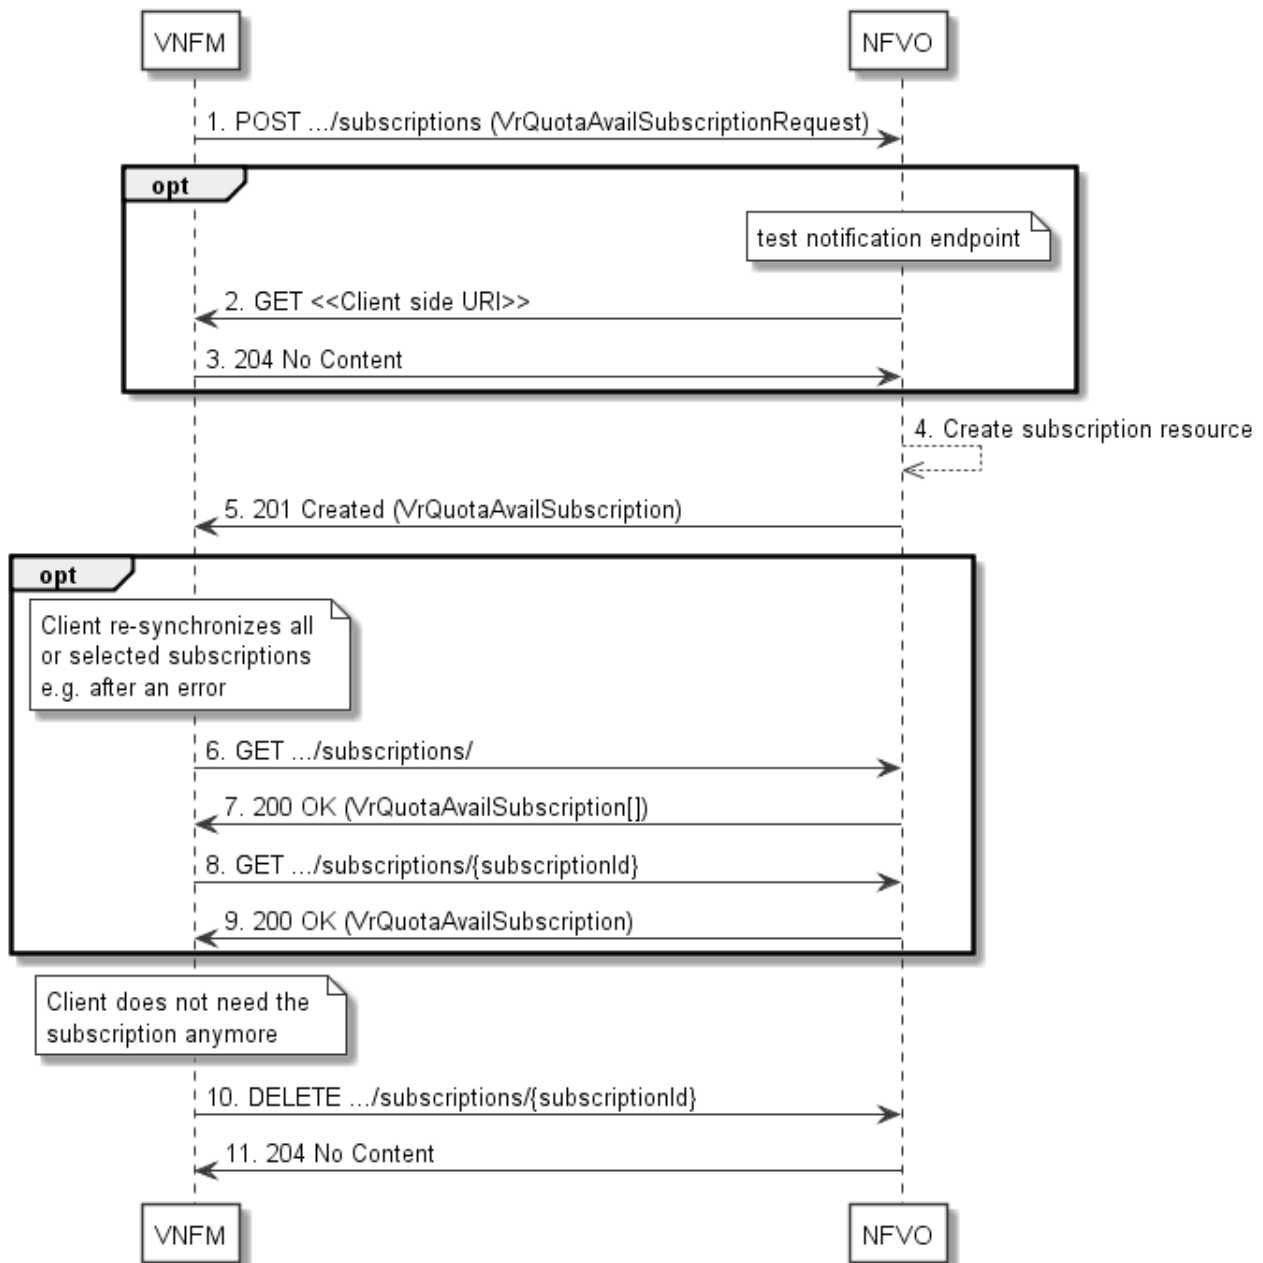 VNFM
NFVO
1. POST .../subscriptions (VrQuotaAvailSubscriptionRequest)
opt
test notification endpoint
2. GET <<Client side URI>>
3. 204 No Content
4. Create subscription resource
5. 201 Created (VrQuotaAvailSubscription)
opt
Client re-synchronizes all
or selected subscriptions
e.g. after an error
6. GET .../subscriptions/
7. 200 OK (VrQuotaAvailSubscription[])
8. GET .../subscriptions/{subscriptionId}
9. 200 OK (VrQuotaAvailSubscription)
Client does not need the
subscription anymore
10. DELETE .../subscriptions/{subscriptionId}
11. 204 No Content
VNFM
NFVO